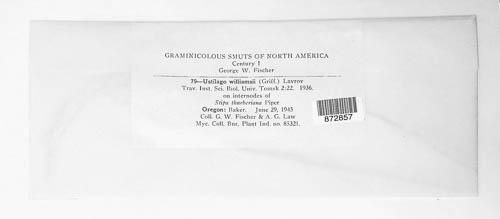 GRAMINICOLOUS SMUTS OF NORTH AMERICA
Century I
George W. Fischer
79—Ustilago williamsii (Griff.) Lavrov
Trav. Inst. Sci. Biol. Univ. Tomsk 2:22. 1936.
on internodes of
Stipa thurberiana Piper
Oregon: Baker. June 29, 1945
Coll. G. W. Fischer & A. G. Law
Myc. Coll. Bur. Plant Ind. no. 83321.
872857